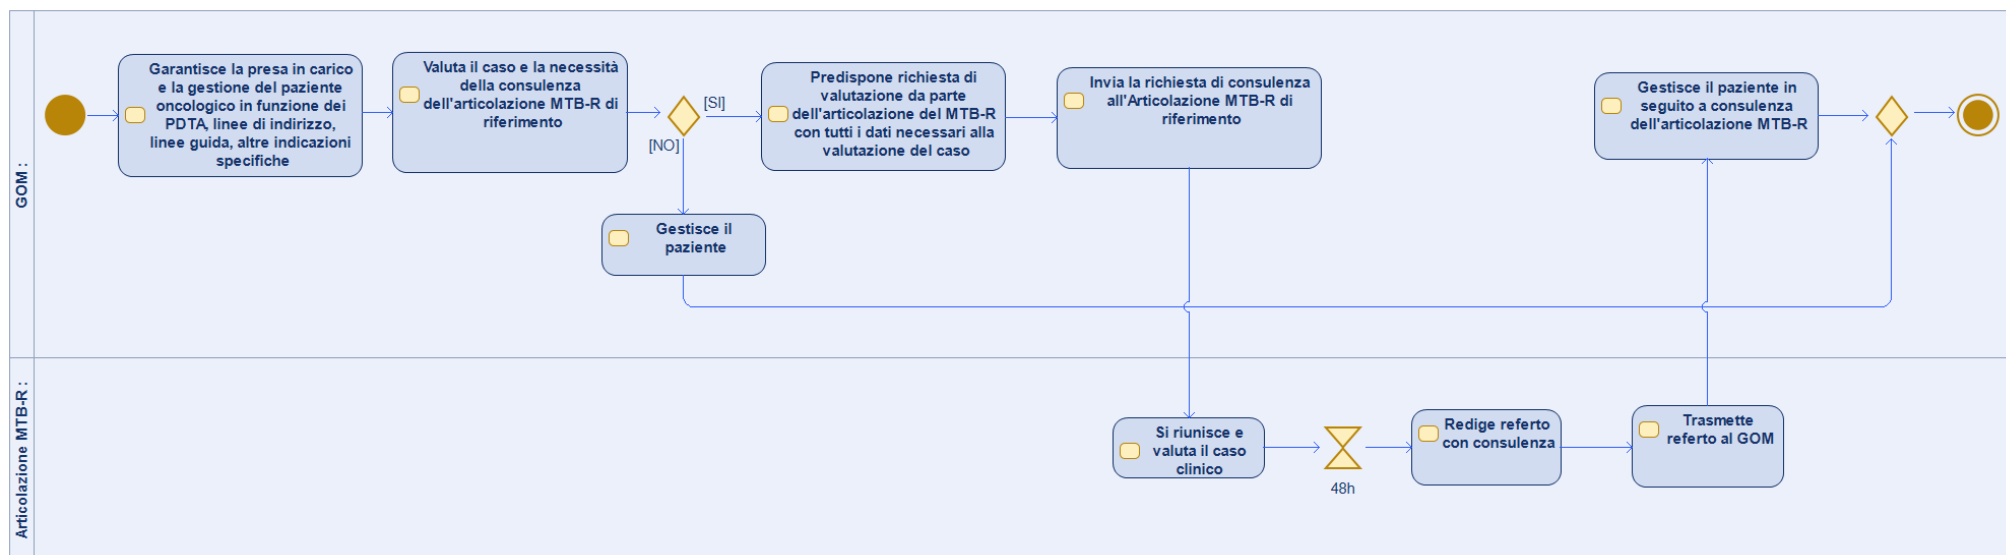 GOM :
Garantisce la presa in carico
e la gestione del paziente
oncologico in funzione dei
PDTA, linee di indirizzo,
linee guida, altre indicazioni
specifiche
Valuta il caso e la necessità
della consulenza
dell'articolazione MTB-R di
riferimento
[SI]
[NO]
Predispone richiesta di
valutazione da parte
dell'articolazione del MTB-R
con tutti i dati necessari alla
valutazione del caso
Invia la richiesta di consulenza
all'Articolazione MTB-R di
riferimento
Gestisce il paziente in
seguito a consulenza
dell'articolazione MTB-R
Gestisce il
paziente
Articolazione MTB-R :
Si riunisce e
valuta il caso
clinico
48h
Redige referto
con consulenza
Trasmette
referto al GOM